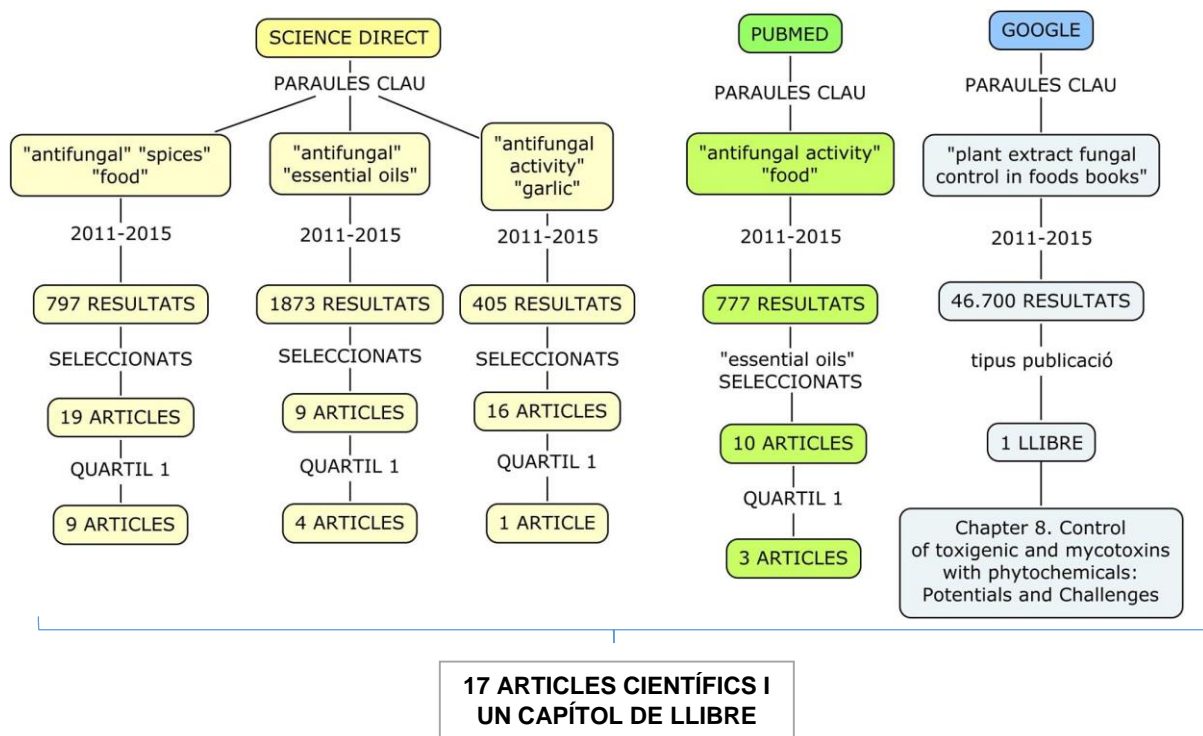 SCIENCE DIRECT
PARAULES CLAU
"antifungal" "spices"
"food"
2011-2015
797 RESULTATS
SELECCIONATS
19 ARTICLES
QUARTIL 1
9 ARTICLES
"antifungal"
"essential oils"
2011-2015
1873 RESULTATS
SELECCIONATS
9 ARTICLES
QUARTIL 1
4 ARTICLES
"antifungal
activity"
"garlic"
2011-2015
405 RESULTATS
SELECCIONATS
16 ARTICLES
QUARTIL 1
1 ARTICLE
PUBMED
PARAULES CLAU
"antifungal activity"
"food"
2011-2015
777 RESULTATS
"essential oils"
SELECCIONATS
10 ARTICLES
QUARTIL 1
3 ARTICLES
GOOGLE
PARAULES CLAU
"plant extract fungal
control in foods books"
2011-2015
46.700 RESULTATS
tipus publicació
1 LLIBRE
Chapter 8. Control
of toxigenic and mycotoxins
with phytochemicals:
Potentials and Challenges
17 ARTICLES CIENTÍFICS I
UN CAPÍTOL DE LLIBRE